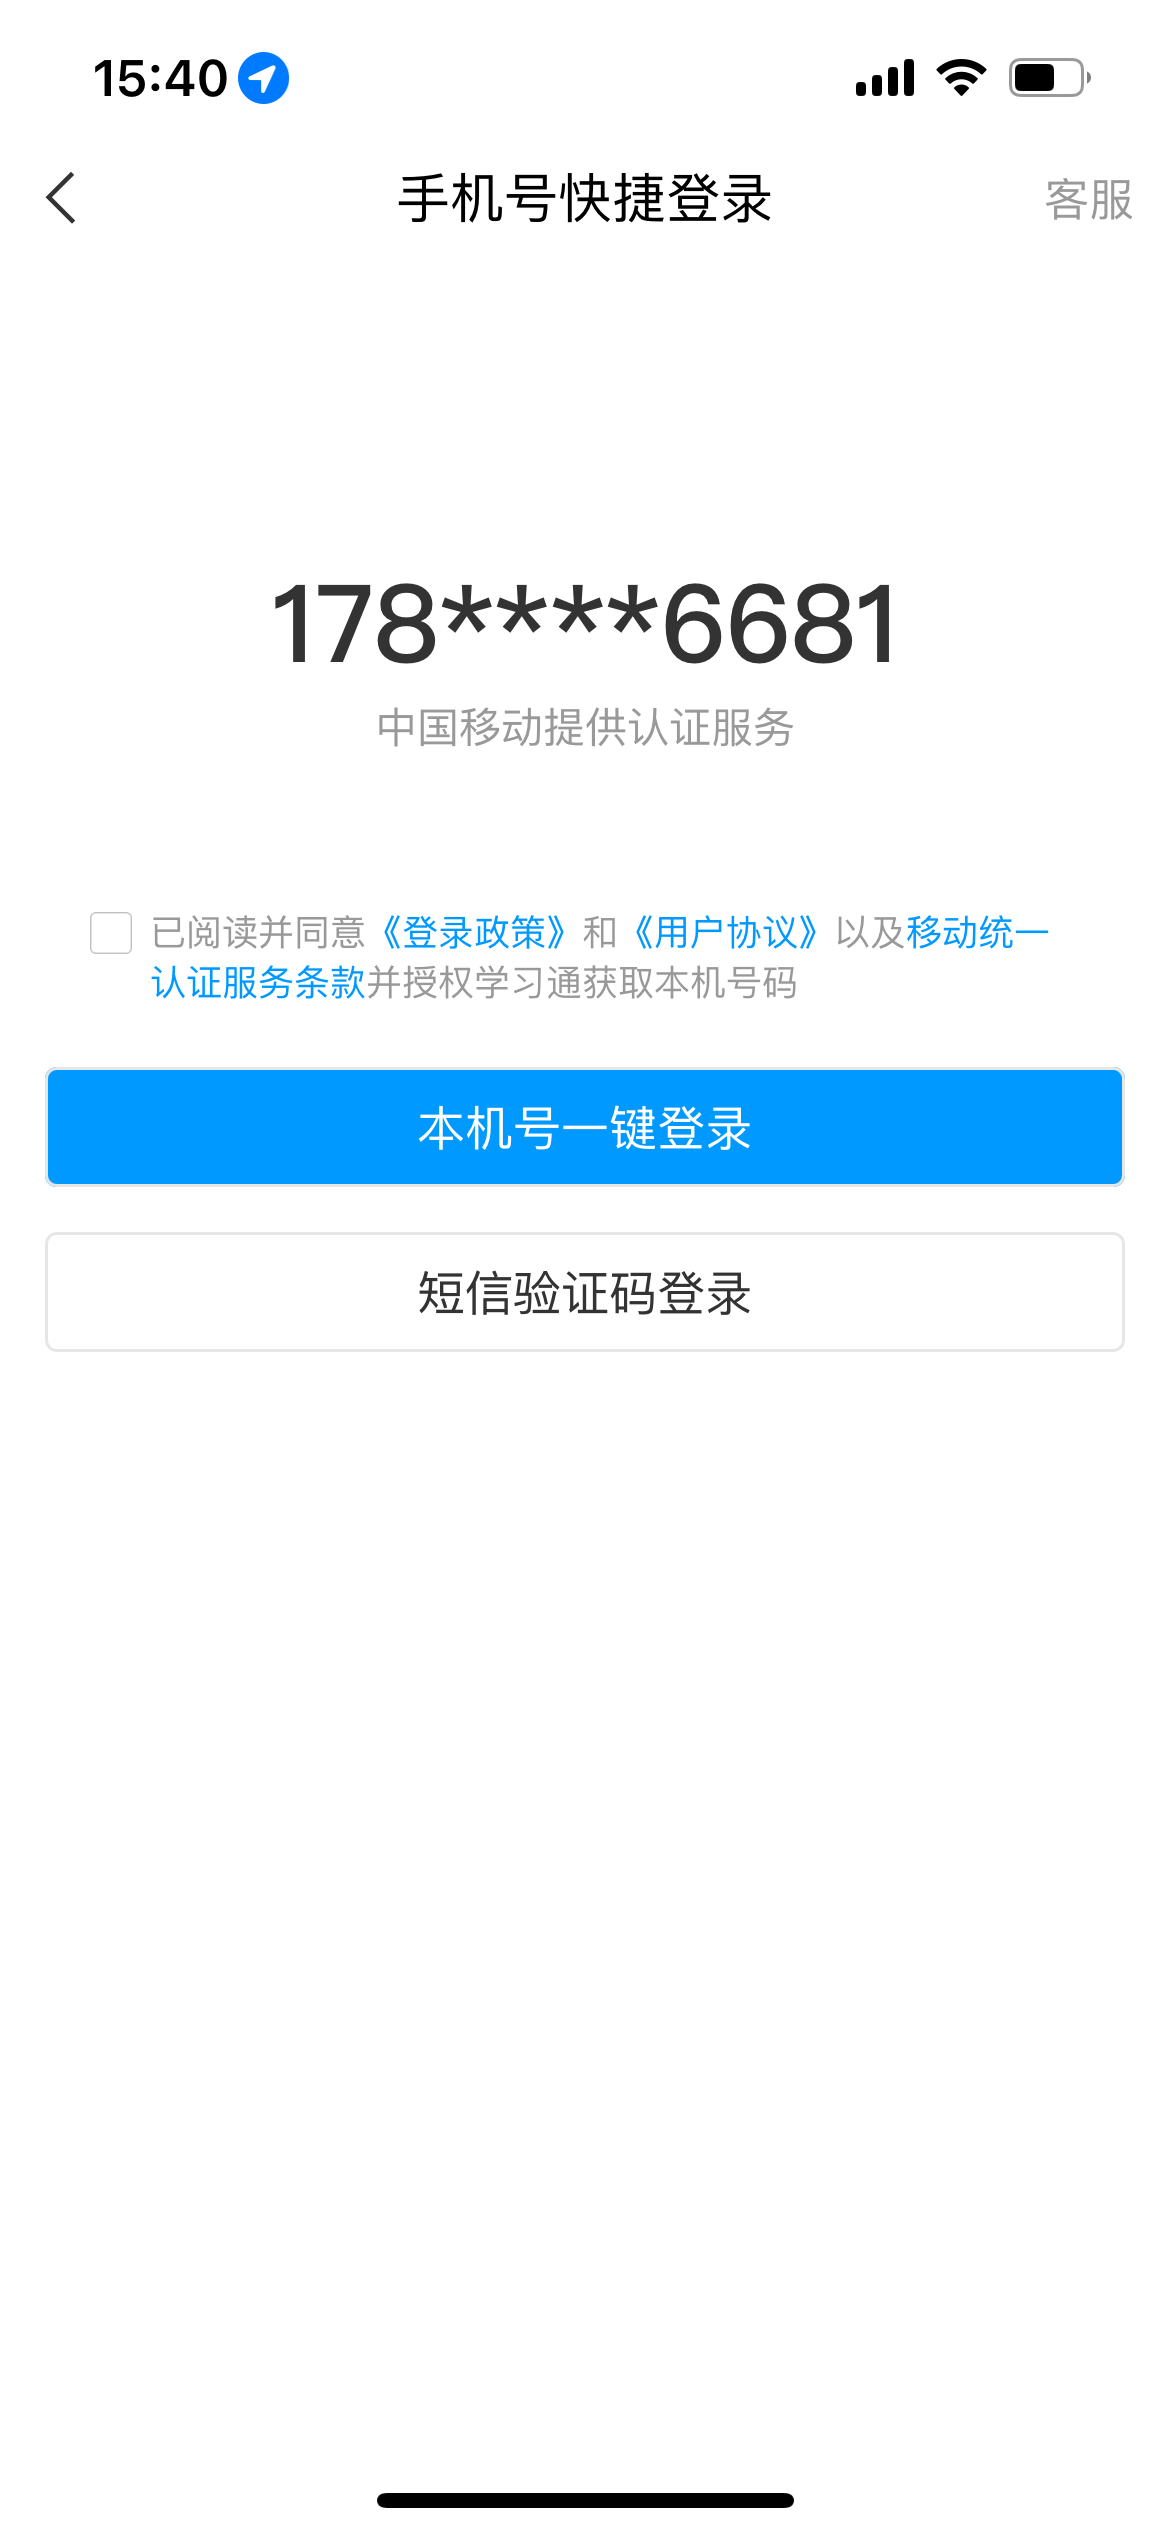 15:40
手机号快捷登录
客服
178****6681
中国移动提供认证服务
已阅读并同意《登录政策》和《用户协议》以及移动统一
认证服务条款并授权学习通获取本机号码
本机号一键登录
短信验证码登录